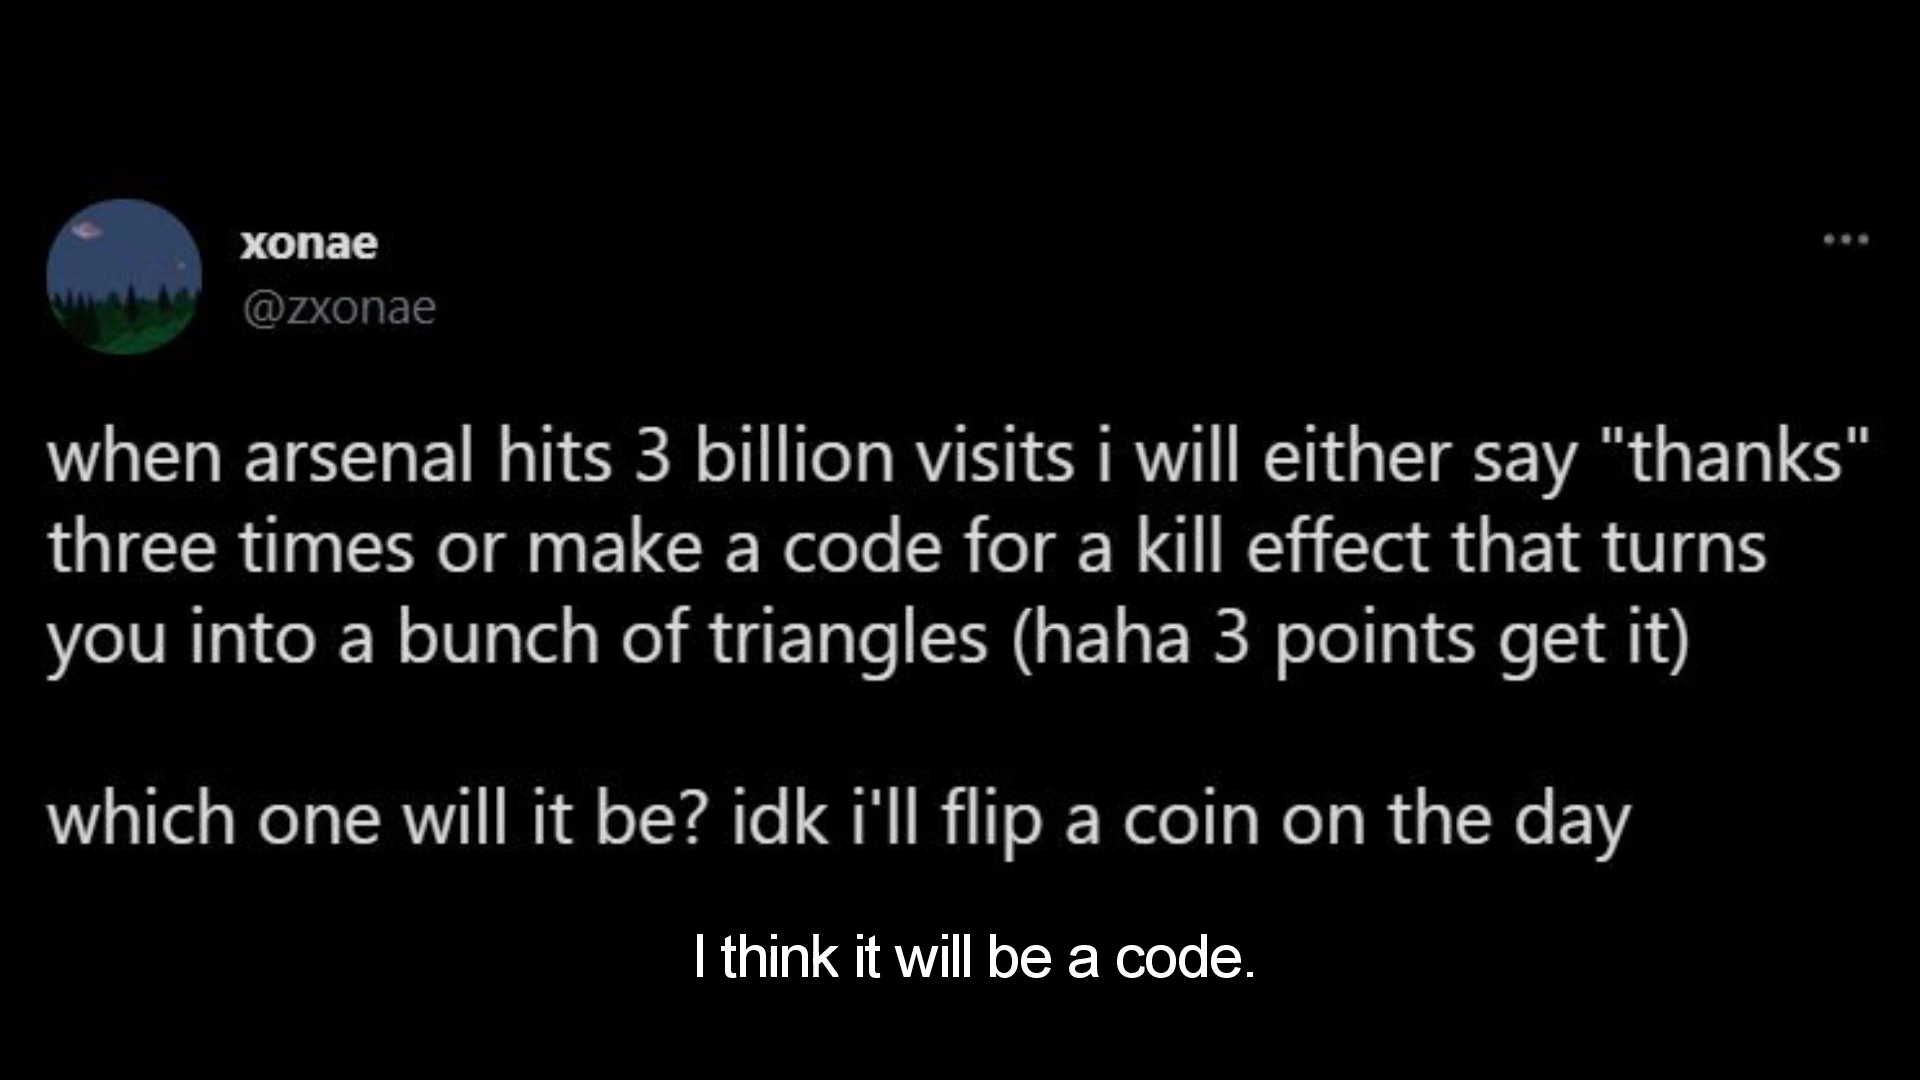 xonae
@zxonae
when arsenal hits 3 billion visits i will either say "thanks"
three times or make a code for a kill effect that turns
you into a bunch of triangles (haha 3 points get it)
which one will it be? idk i'll flip a coin on the day
I think it will be a code.